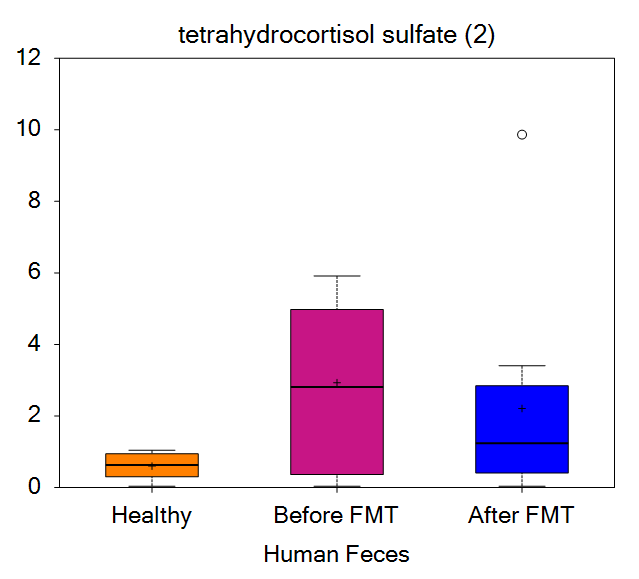 tetrahydrocortisol sulfate (2)
12
10
8
6
4
2
0
Healthy Before FMT After FMT
Human Feces